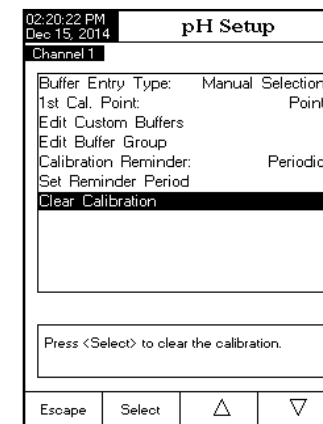 02:20:22 PM
Dec 15, 2014
pH Setup
Channel 1
Buffer Entry Type: Manual Selection
1st Cal. Point: Point
Edit Custom Buffers
Edit Buffer Group
Calibration Reminder: Periodic
Set Reminder Period
Clear Calibration
Press <Select> to clear the calibration.
Escape Select △ ▽